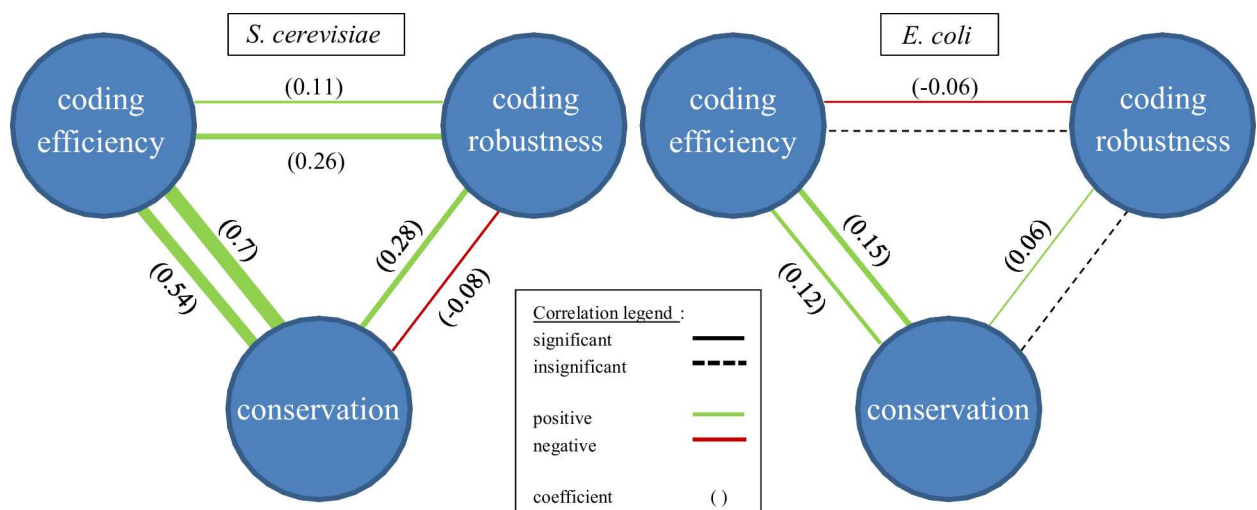 S. cerevisiae
coding
efficiency
coding
robustness
(0.11)
(0.26)
(0.7)
(0.54)
(0.28)
(-0.08)
conservation
E. coli
coding
efficiency
coding
robustness
(-0.06)
(0.15)
(0.12)
(0.06)
conservation
Correlation legend :
significant
insignificant
positive
negative
coefficient ( )